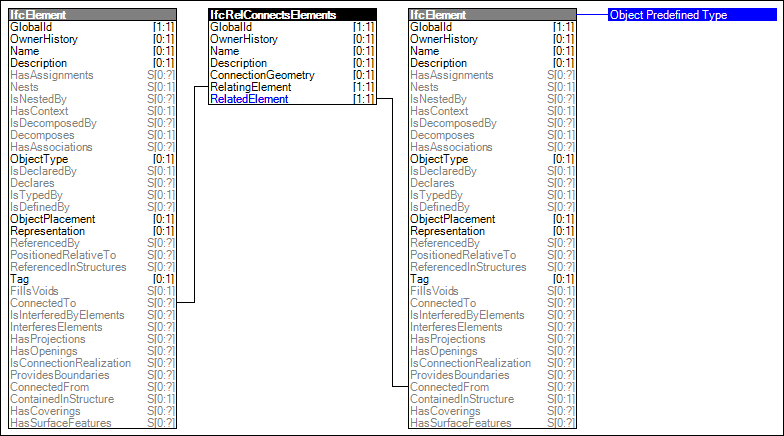 IfcElement
GlobalId [1:1]
OwnerHistory [0:1]
Name [0:1]
Description [0:1]
HasAssignments S[0:?]
Nests S[0:1]
IsNestedBy S[0:?]
HasContext S[0:1]
IsDecomposedBy S[0:?]
Decomposes S[0:1]
HasAssociations S[0:?]
ObjectType [0:1]
IsDeclaredBy S[0:1]
Declares S[0:?]
IsTypedBy S[0:1]
IsDefinedBy S[0:?]
ObjectPlacement [0:1]
Representation [0:1]
ReferencedBy S[0:?]
PositionedRelativeTo S[0:?]
ReferencedInStructures S[0:?]
Tag [0:1]
FillsVoids S[0:1]
ConnectedTo S[0:?]
IsInterferedByElements S[0:?]
InterferesElements S[0:?]
HasProjections S[0:?]
HasOpenings S[0:?]
IsConnectionRealization S[0:?]
ProvidesBoundaries S[0:?]
ConnectedFrom S[0:?]
ContainedInStructure S[0:1]
HasCoverings S[0:?]
HasSurfaceFeatures S[0:?]
IfcRelConnectsElements
GlobalId [1:1]
OwnerHistory [0:1]
Name [0:1]
Description [0:1]
ConnectionGeometry [0:1]
RelatingElement [1:1]
RelatedElement [1:1]
IfcElement
GlobalId [1:1]
OwnerHistory [0:1]
Name [0:1]
Description [0:1]
HasAssignments S[0:?]
Nests S[0:1]
IsNestedBy S[0:?]
HasContext S[0:1]
IsDecomposedBy S[0:?]
Decomposes S[0:1]
HasAssociations S[0:?]
ObjectType [0:1]
IsDeclaredBy S[0:1]
Declares S[0:?]
IsTypedBy S[0:1]
IsDefinedBy S[0:?]
ObjectPlacement [0:1]
Representation [0:1]
ReferencedBy S[0:?]
PositionedRelativeTo S[0:?]
ReferencedInStructures S[0:?]
Tag [0:1]
FillsVoids S[0:1]
ConnectedTo S[0:?]
IsInterferedByElements S[0:?]
InterferesElements S[0:?]
HasProjections S[0:?]
HasOpenings S[0:?]
IsConnectionRealization S[0:?]
ProvidesBoundaries S[0:?]
ConnectedFrom S[0:?]
ContainedInStructure S[0:1]
HasCoverings S[0:?]
HasSurfaceFeatures S[0:?]
Object Predefined Type